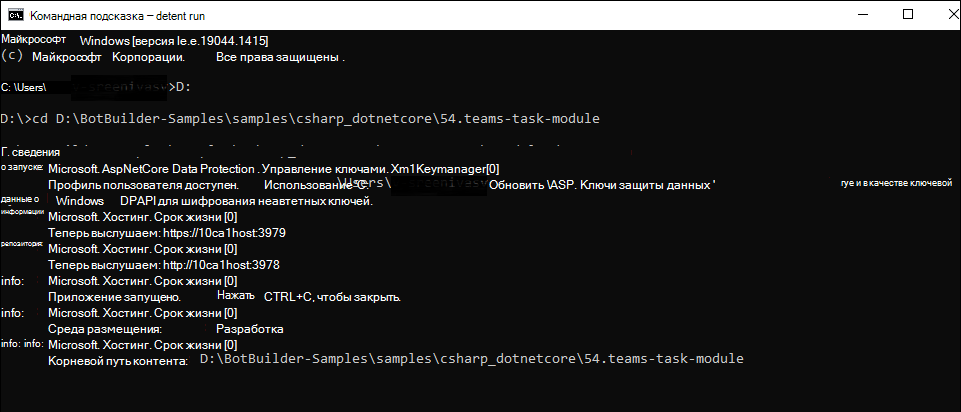 Командная подсказка – detent run
Майкрософт Windows [версия le.e.19044.1415]
(c) Майкрософт Корпорации. Все права защищены .
C: \Users\ >D:
D:\>cd D:\BotBuilder-Samples\samples\csharp_dotnetcore\54.teams-task-module
Г. сведения
о запуске: Microsoft. AspNetCore Data Protection . Управление ключами. Xm1Keymanager[0]
Профиль пользователя доступен. Использование "C: \Users\ Обновить \ASP. Ключи защиты данных ' rye и в качестве ключевой
данные о Windows DPAPI для шифрования неавтетных ключей.
информации Microsoft. Хостинг. Срок жизни [0]
Теперь выслушаем: https://10ca1host:3979
репозитория: Microsoft. Хостинг. Срок жизни [0]
Теперь выслушаем: http://10ca1host:3978
info: Microsoft. Хостинг. Срок жизни [0]
Приложение запущено. Нажать CTRL+C, чтобы закрыть.
info: Microsoft. Хостинг. Срок жизни [0]
Среда размещения: Разработка
info: info: Microsoft. Хостинг. Срок жизни [0]
Корневой путь контента: D:\BotBuilder-Samples\samples\csharp_dotnetcore\54.teams-task-module